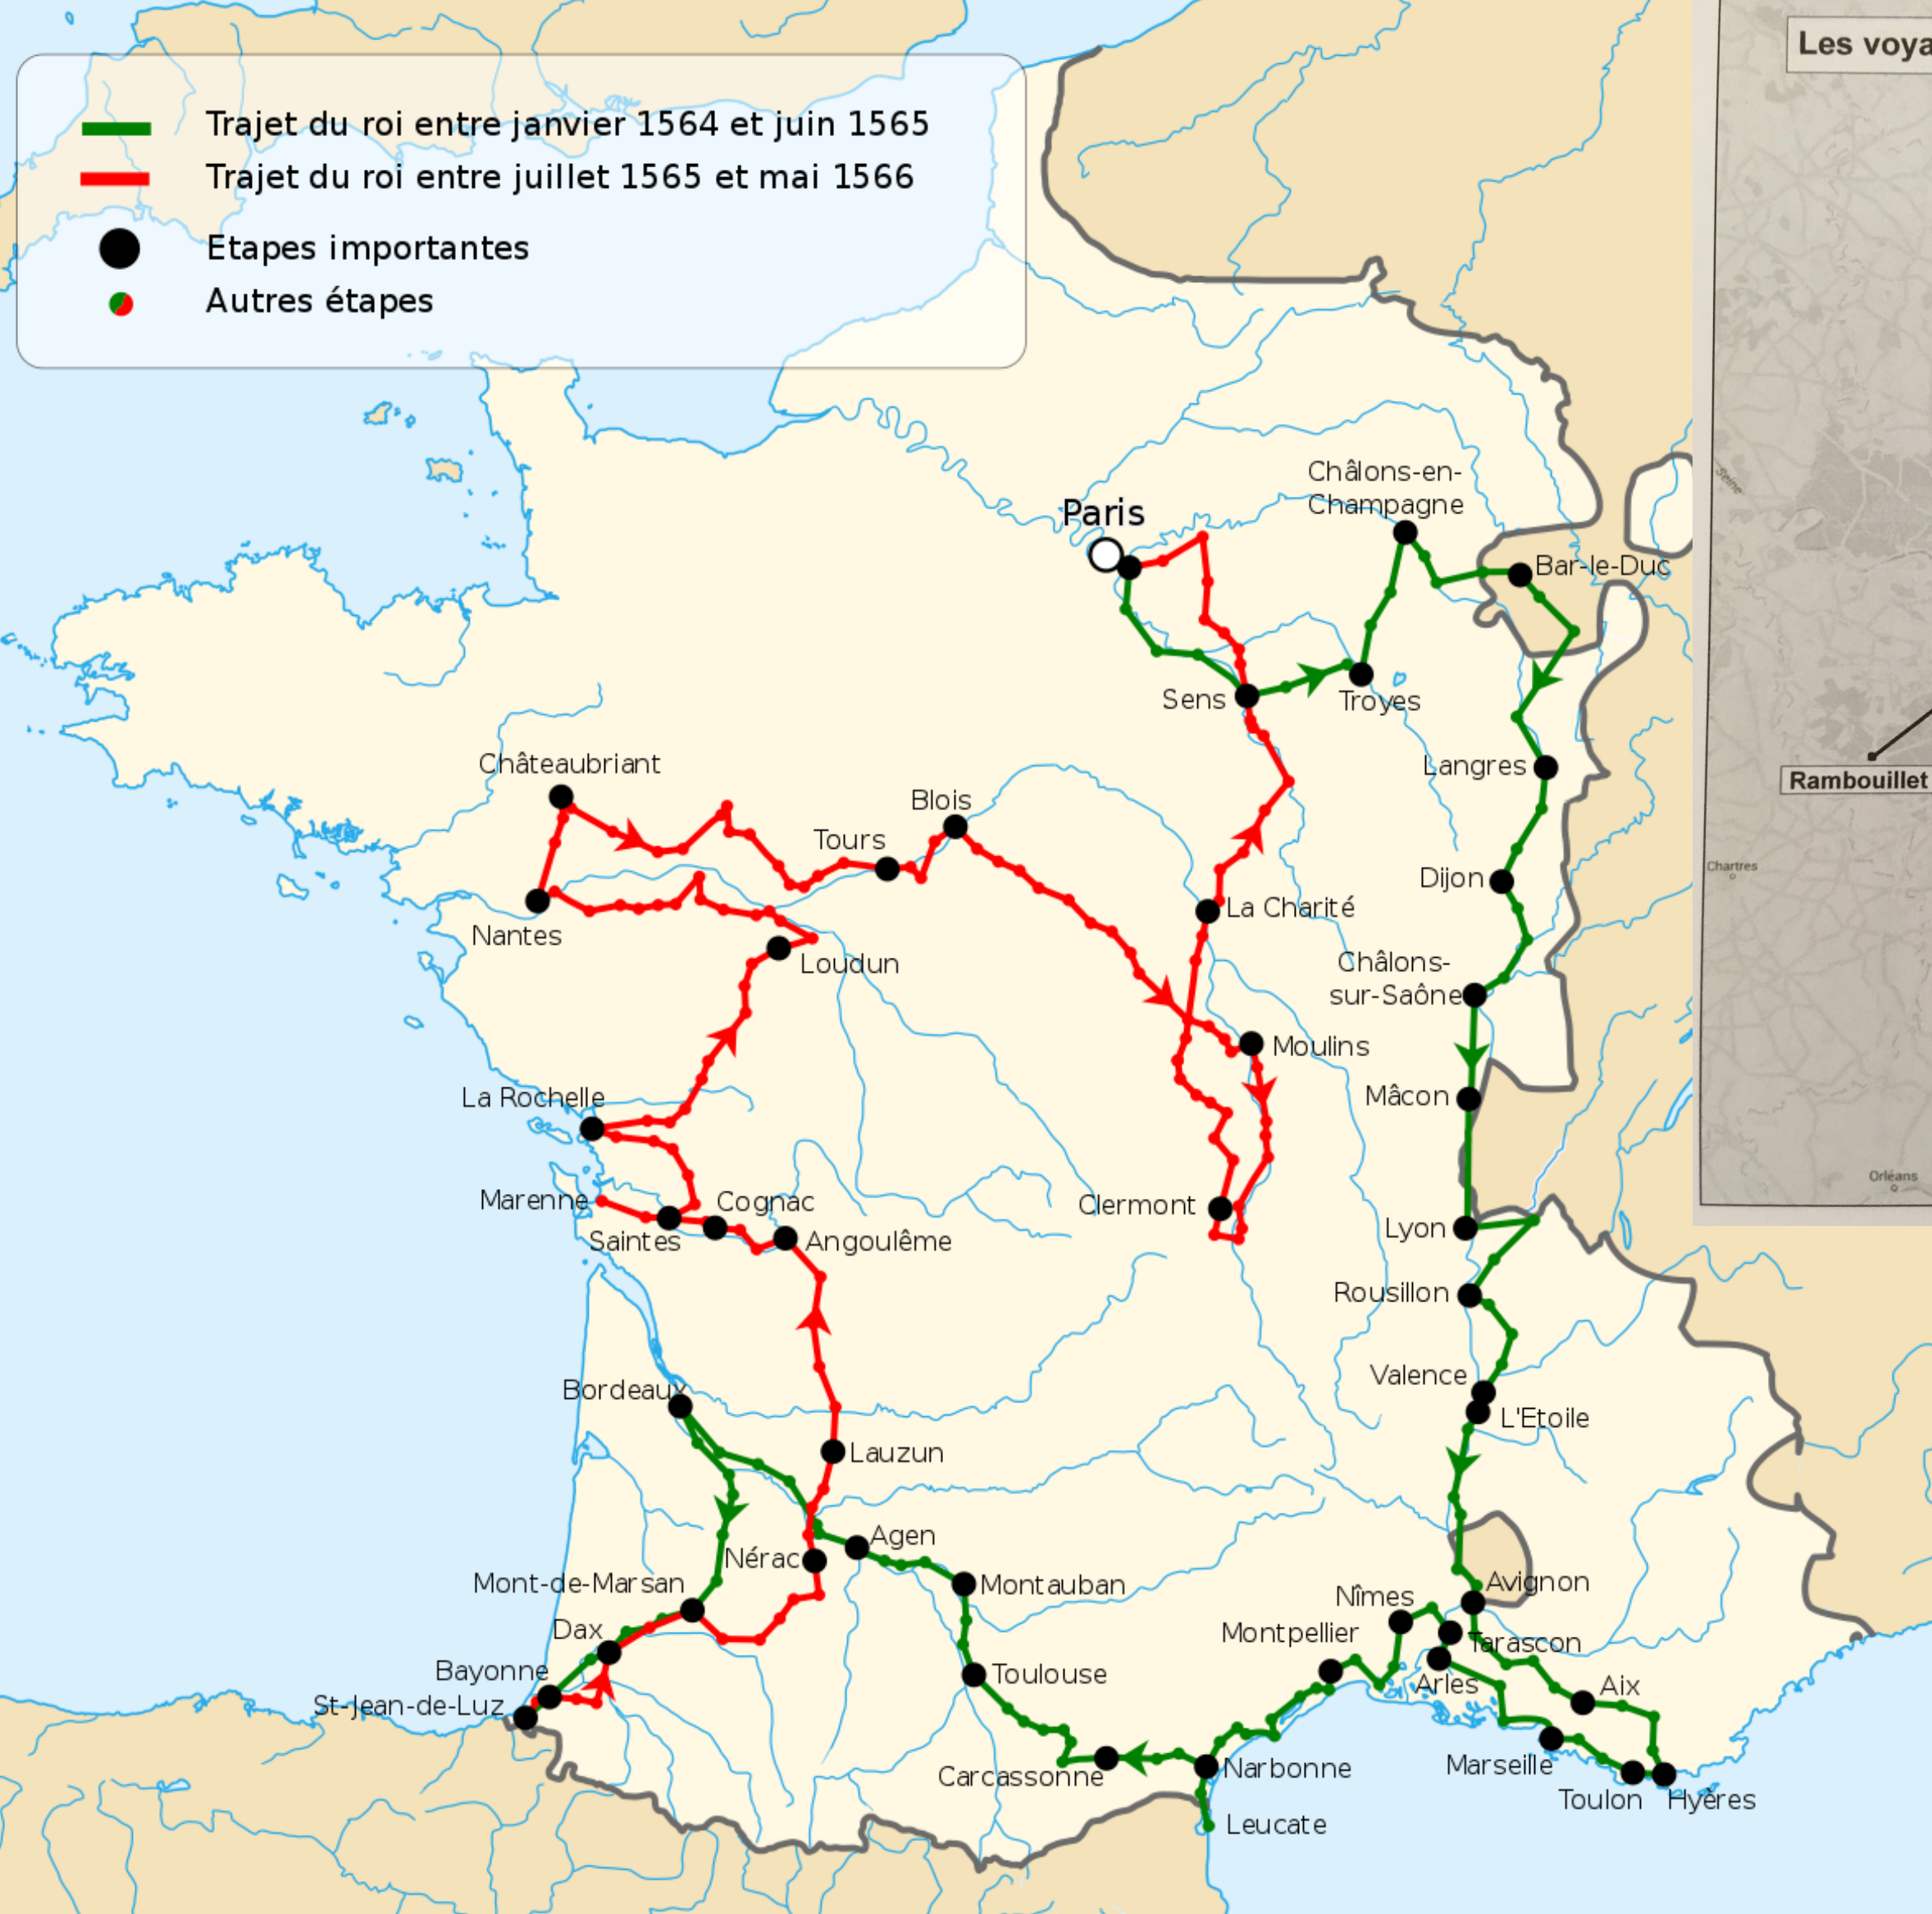 Trajet du roi entre janvier 1564 et juin 1565
Trajet du roi entre juillet 1565 et mai 1566
Etapes importantes
Autres étapes
Les voya
Châlons-en-
Champagne
Paris
Seine
Bar-le-Duc
Sens
Troyes
Châteaubriant
Langres
Rambouillet
Blois
Tours
Chartres
Dijon
La Charité
Nantes
Loudun
Châlons-
sur-Saône
Moulins
La Rochelle
Mâcon
Orléans
Marenne
Cognac
Clermont
Saintes
Angoulême
Lyon
Rousillon
Valence
Bordeaux
L'Etoile
Lauzun
Agen
Nérac
Mont-de-Marsan
Montauban
Avignon
Nîmes
Dax
Montpellier
Tarascon
Bayonne
Toulouse
Arles
Aix
St-Jean-de-Luz
Marseille
Narbonne
Carcassonne
Toulon
Hyères
Leucate